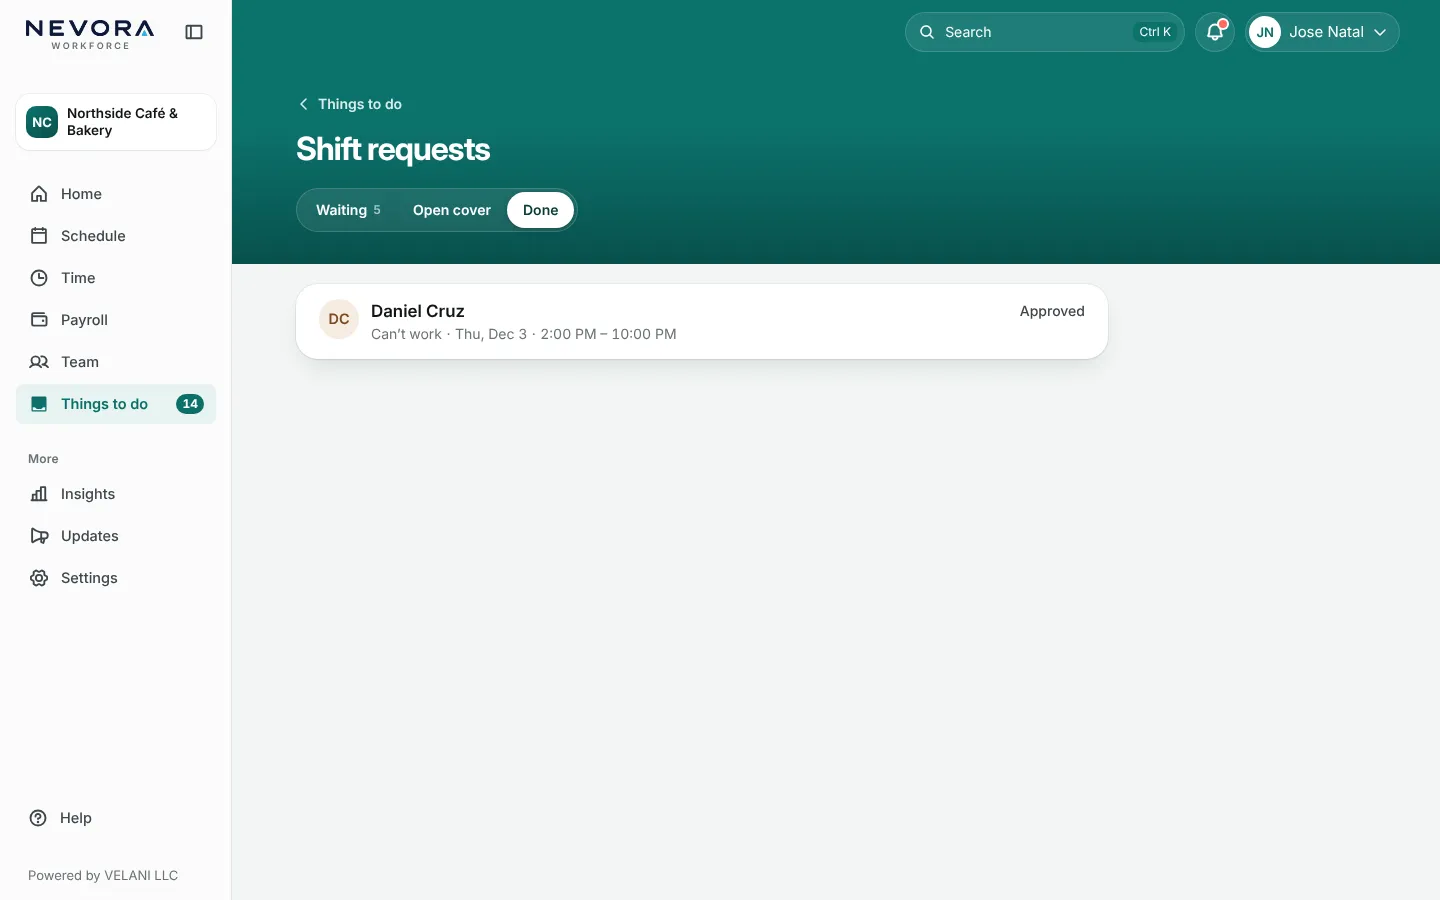 NEVORA
WORKFORCE
NC
Northside Café &
Bakery
Home
Schedule
Time
Payroll
Team
Things to do 14
More
Insights
Updates
Settings
Help
Powered by VELANI LLC
Search Ctrl K
JN Jose Natal
Things to do
Shift requests
Waiting 5 Open cover Done
DC
Daniel Cruz Approved
Can’t work · Thu, Dec 3 · 2:00 PM – 10:00 PM